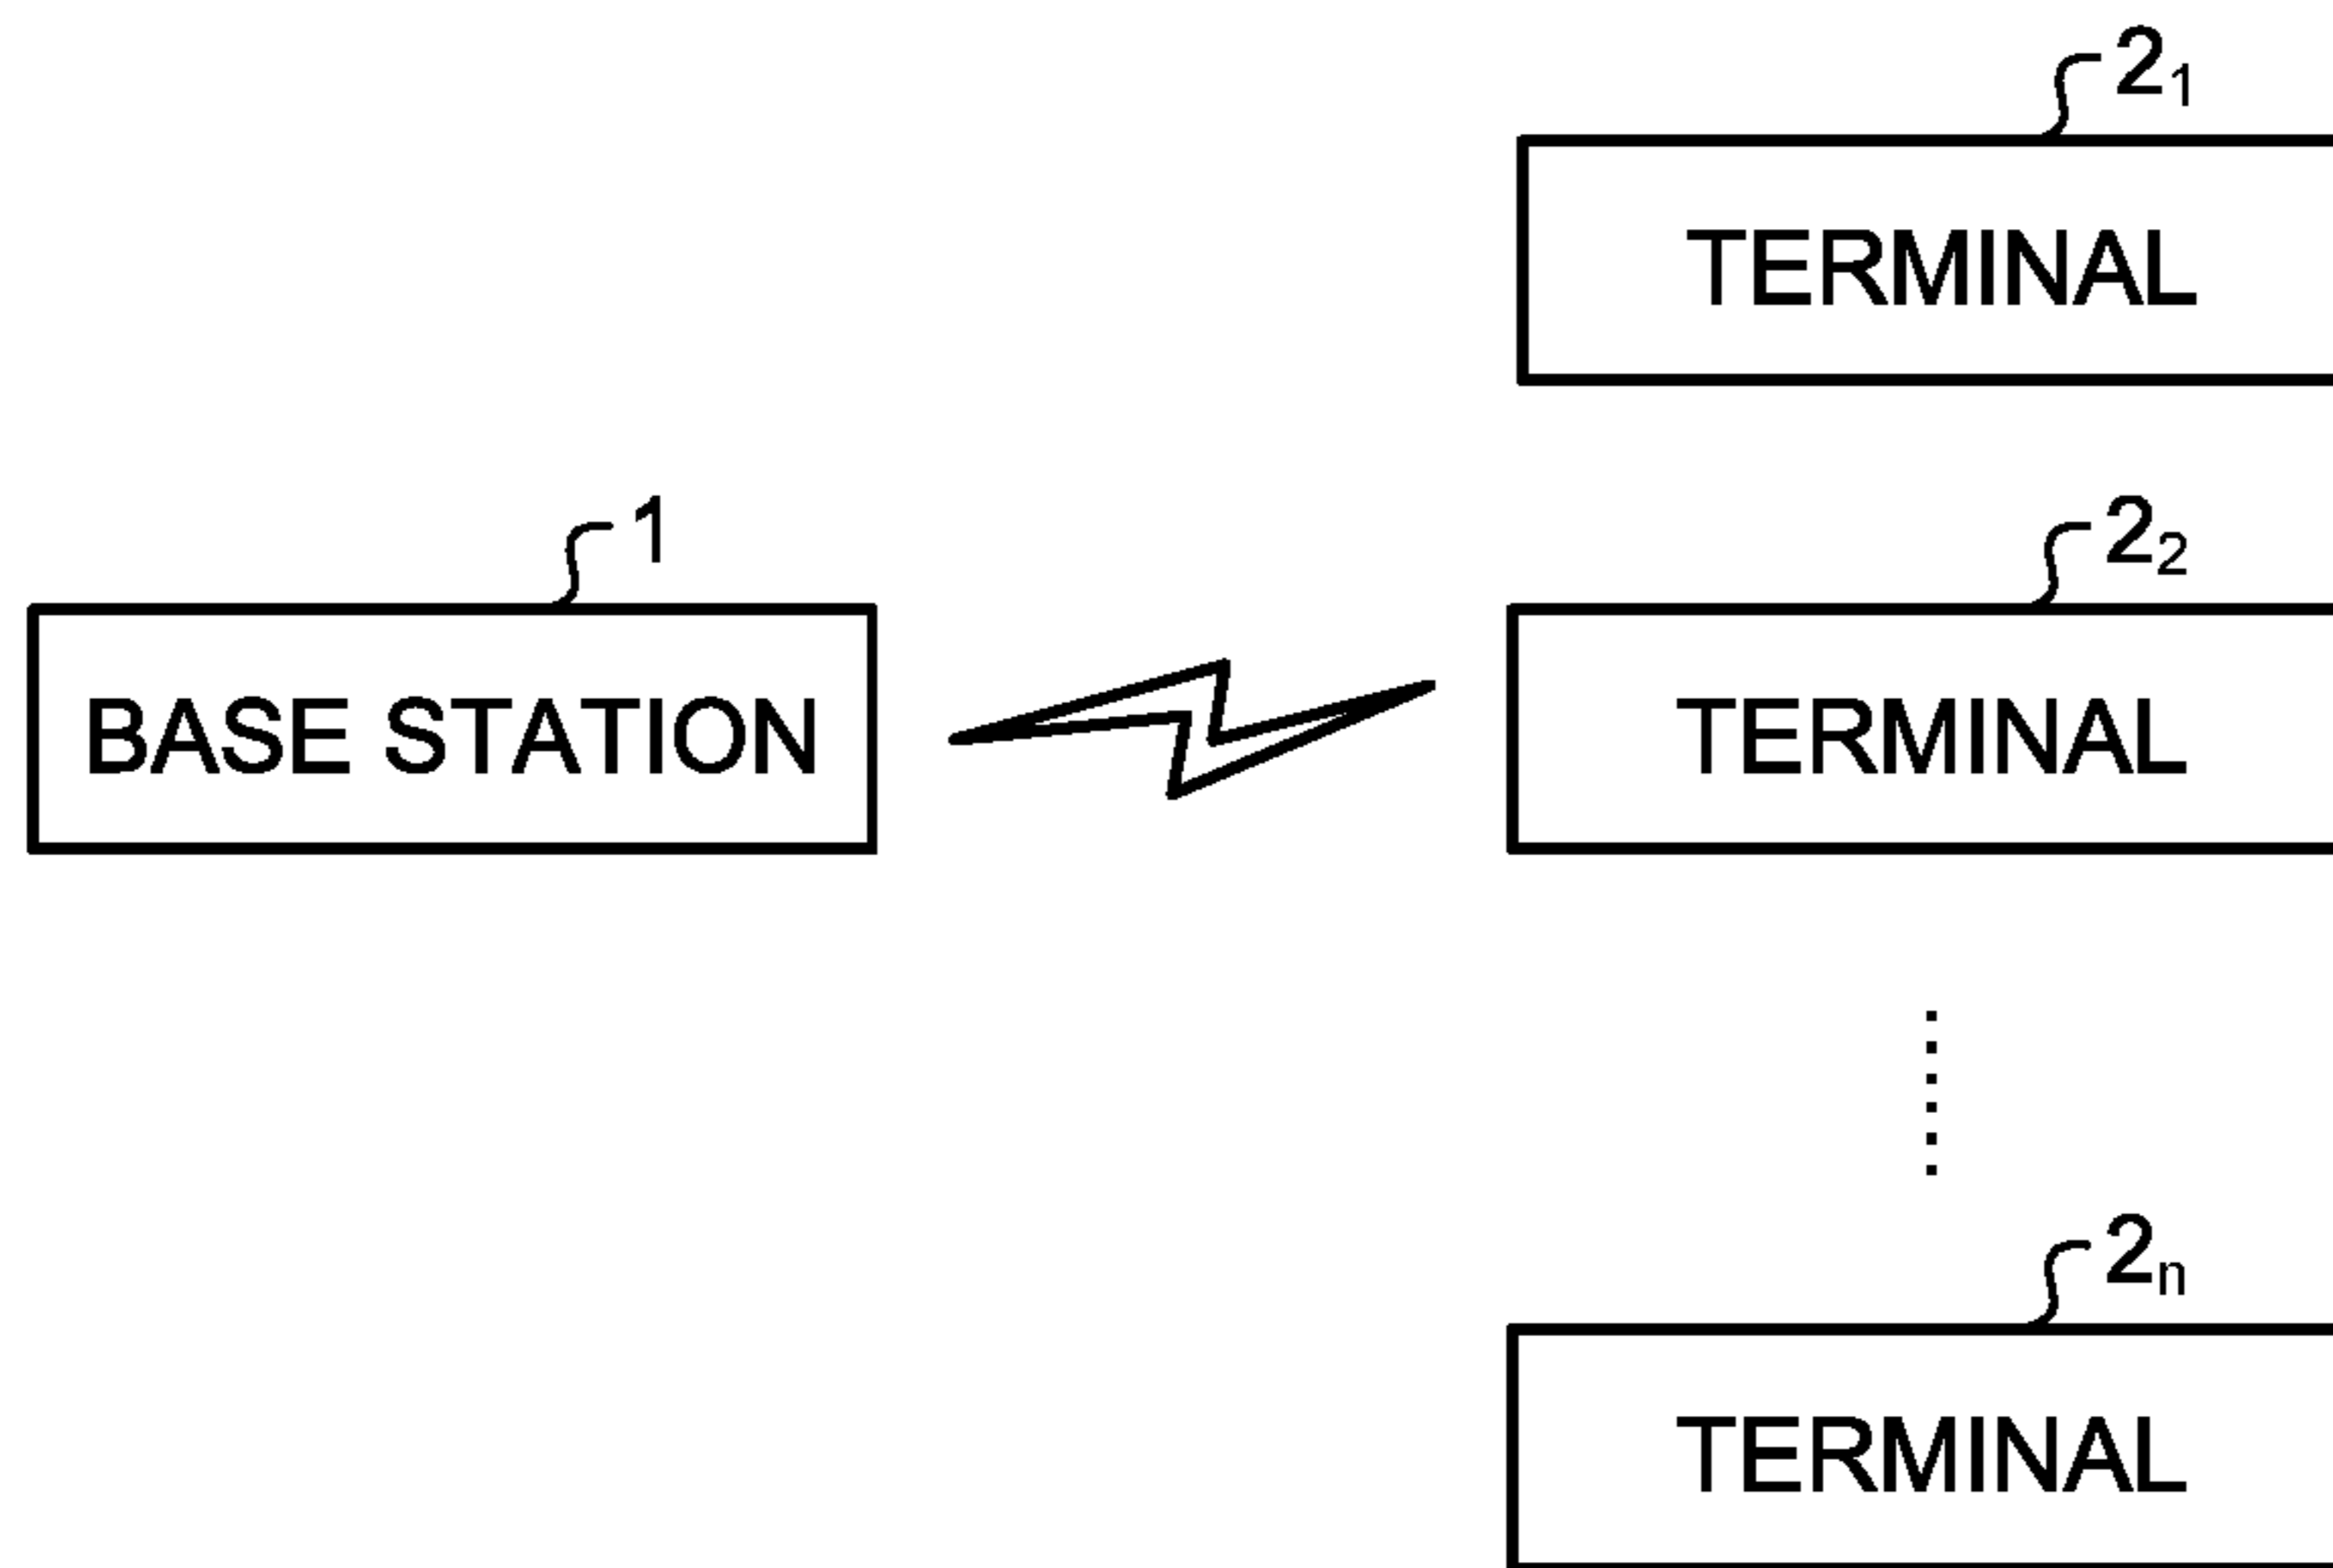 2₁
TERMINAL
1
2₂
BASE STATION
TERMINAL
2ₙ
TERMINAL